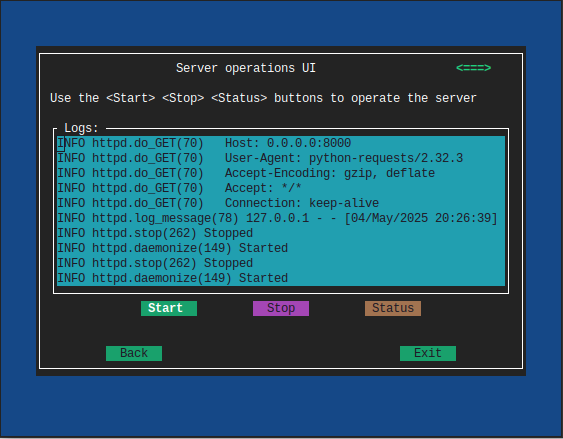 Server operations UI <===>
Use the <Start> <Stop> <Status> buttons to operate the server
Logs:
INFO httpd.do_GET(70) Host: 0.0.0.0:8000
INFO httpd.do_GET(70) User-Agent: python-requests/2.32.3
INFO httpd.do_GET(70) Accept-Encoding: gzip, deflate
INFO httpd.do_GET(70) Accept: */*
INFO httpd.do_GET(70) Connection: keep-alive
INFO httpd.log_message(78) 127.0.0.1 - - [04/May/2025 20:26:39]
INFO httpd.stop(262) Stopped
INFO httpd.daemonize(149) Started
INFO httpd.stop(262) Stopped
INFO httpd.daemonize(149) Started
Start Stop Status
Back Exit